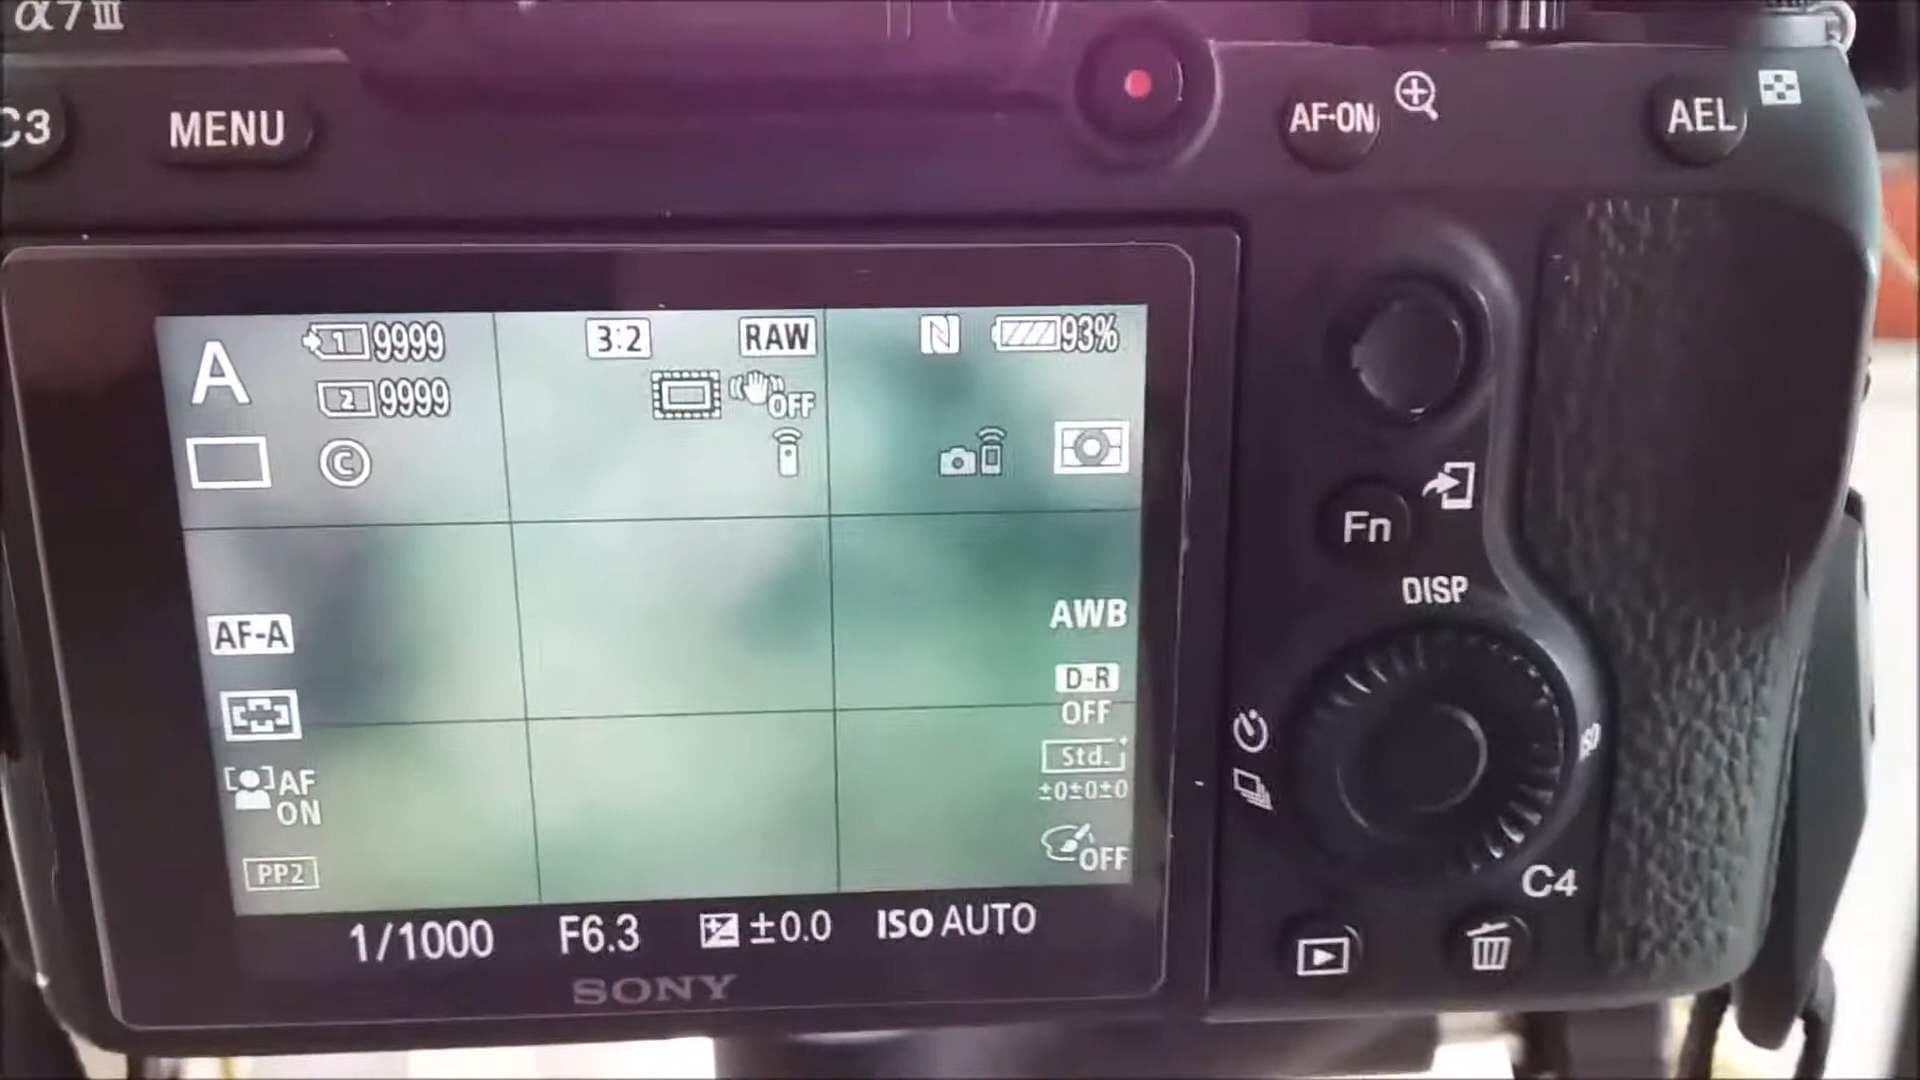 α7III
C3 MENU AF-ON AEL
A 1 9999 3:2 RAW N 93%
2 9999 OFF
C
Fn
DISP
AF-A AWB
D-R
OFF
Std.
AF ±0±0±0
ON
PP2 OFF
ISO
C4
1/1000 F6.3 ±0.0 ISO AUTO
SONY